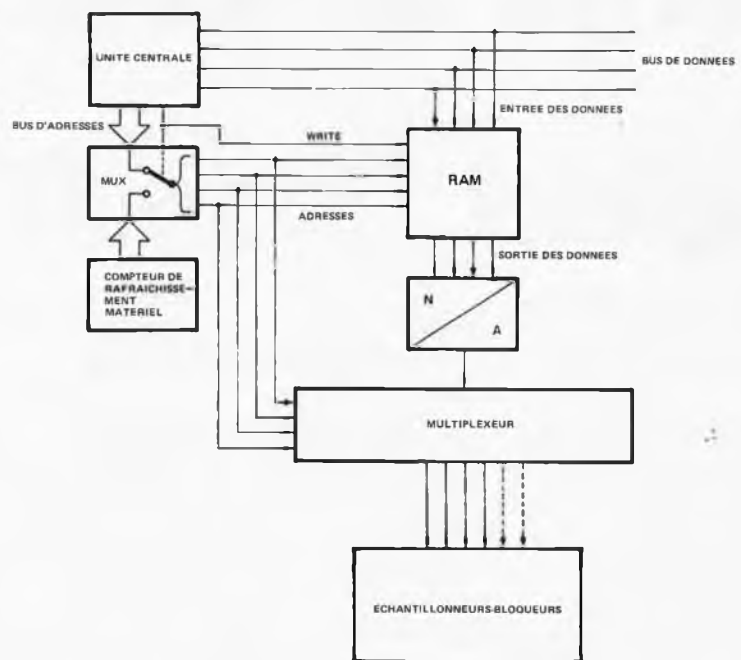 UNITE CENTRALE
BUS DE DONNEES
ENTREE DES DONNEES
BUS D'ADRESSES
WRITE
MUX
RAM
ADRESSES
SORTIE DES DONNEES
COMPTEUR DE
RAFRAICHISSE-
MENT
MATERIEL
N
A
MULTIPLEXEUR
ECHANTILLONNEURS-BLOQUEURS